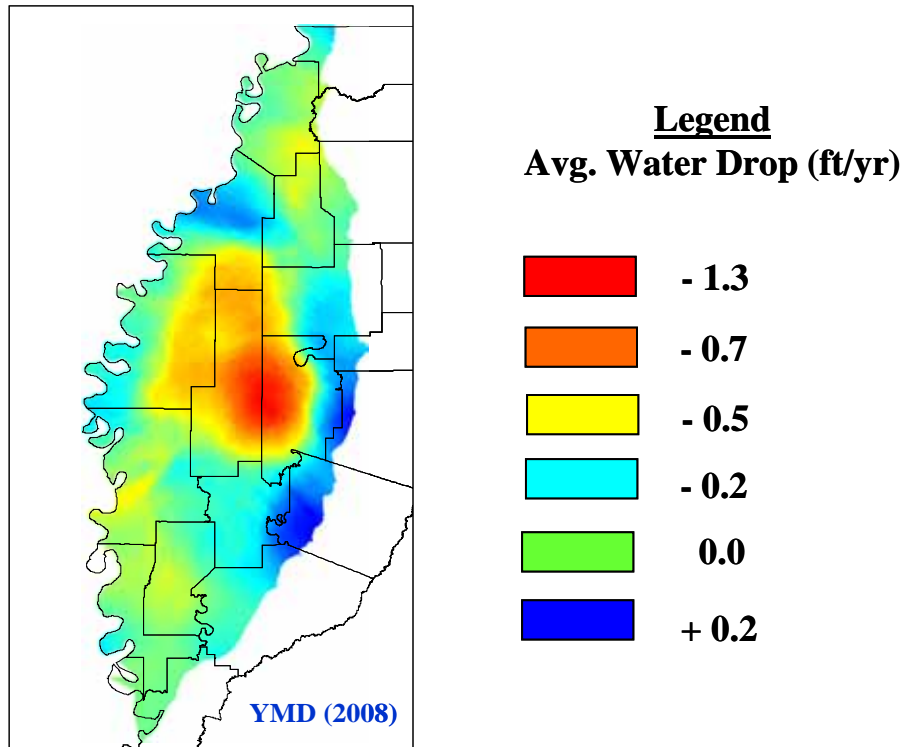 Legend
Avg. Water Drop (ft/yr)
- 1.3
- 0.7
- 0.5
- 0.2
0.0
+ 0.2
YMD (2008)